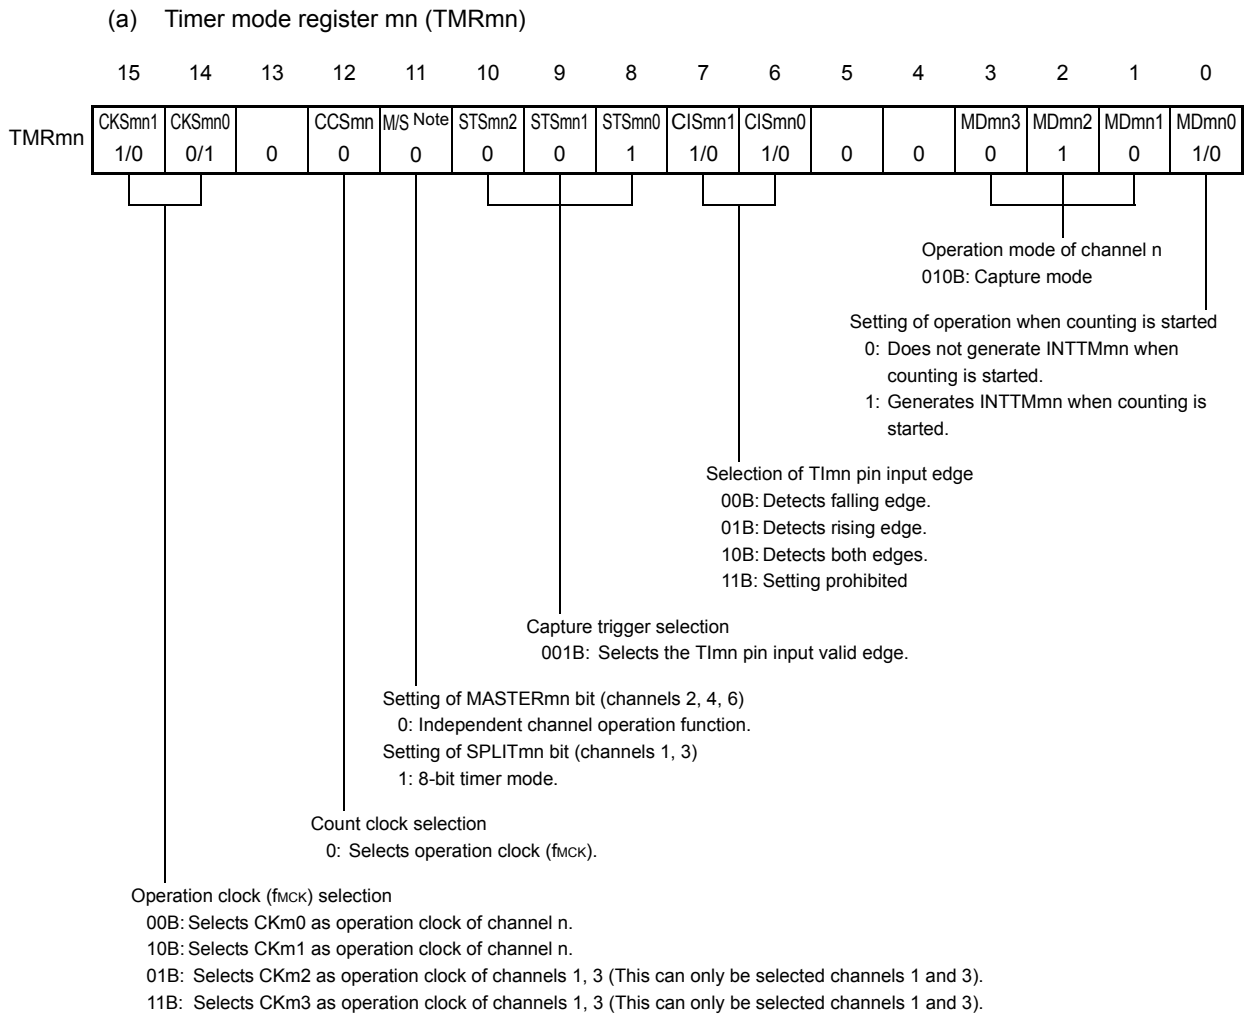 (a) Timer mode register mn (TMRmn)
15 14 13 12 11 10 9 8 7 6 5 4 3 2 1 0
TMRmn
CKSmn1 CKSmn0 CCSmn M/S Note STSmn2 STSmn1 STSmn0 CISmn1 CISmn0 MDmn3 MDmn2 MDmn1 MDmn0
1/0 0/1 0 0 0 0 0 1 1/0 1/0 0 0 0 1 0 1/0
Operation mode of channel n
010B: Capture mode
Setting of operation when counting is started
0: Does not generate INTTMmn when
counting is started.
1: Generates INTTMmn when counting is
started.
Selection of TImn pin input edge
00B: Detects falling edge.
01B: Detects rising edge.
10B: Detects both edges.
11B: Setting prohibited
Capture trigger selection
001B: Selects the TImn pin input valid edge.
Setting of MASTERmn bit (channels 2, 4, 6)
0: Independent channel operation function.
Setting of SPLITmn bit (channels 1, 3)
1: 8-bit timer mode.
Count clock selection
0: Selects operation clock (fMCK).
Operation clock (fMCK) selection
00B: Selects CKm0 as operation clock of channel n.
10B: Selects CKm1 as operation clock of channel n.
01B: Selects CKm2 as operation clock of channels 1, 3 (This can only be selected channels 1 and 3).
11B: Selects CKm3 as operation clock of channels 1, 3 (This can only be selected channels 1 and 3).